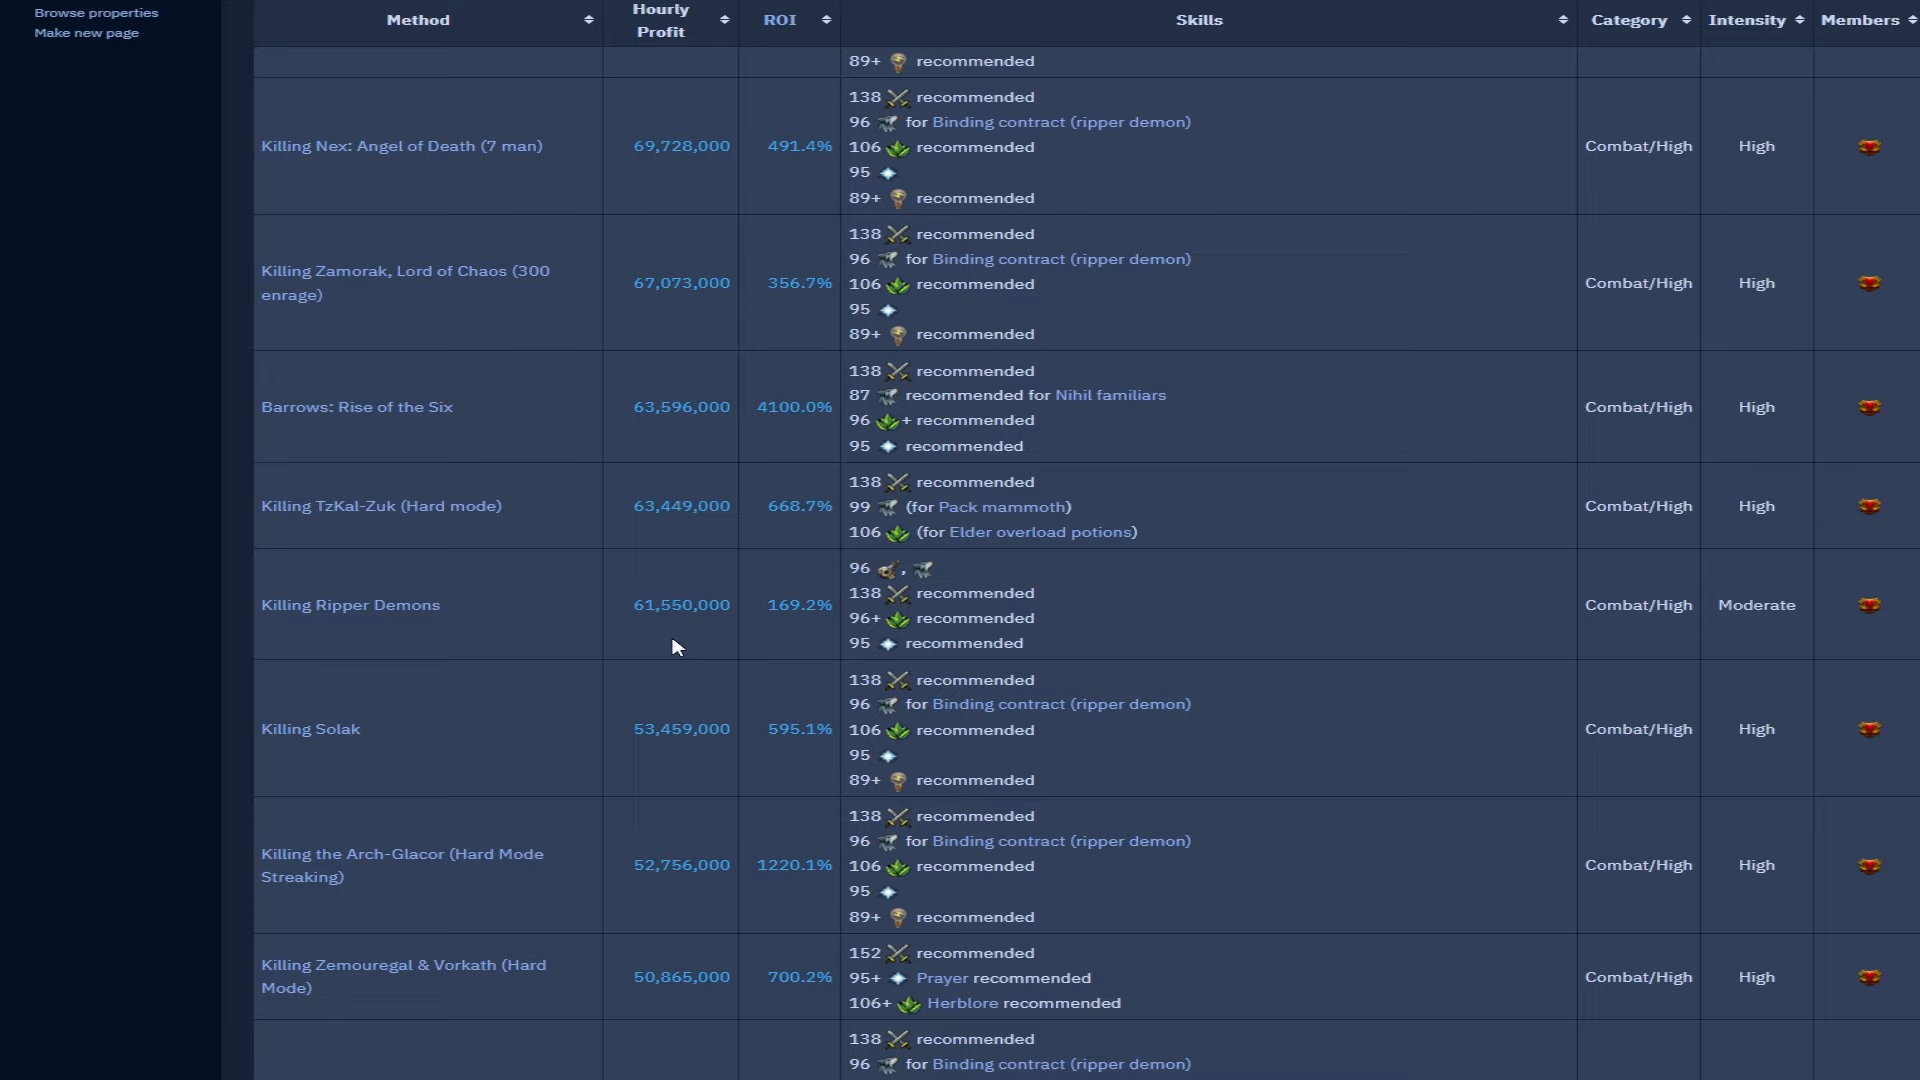 Browse properties
Make new page
Method
Hourly
Profit
ROI
Skills
Category
Intensity
Members
89+ recommended
Killing Nex: Angel of Death (7 man)
69,728,000
491.4%
138 recommended
96 for Binding contract (ripper demon)
106 recommended
95
89+ recommended
Combat/High
High
Killing Zamorak, Lord of Chaos (300
enrage)
67,073,000
356.7%
138 recommended
96 for Binding contract (ripper demon)
106 recommended
95
89+ recommended
Combat/High
High
Barrows: Rise of the Six
63,596,000
4100.0%
138 recommended
87 recommended for Nihil familiars
96 + recommended
95 recommended
Combat/High
High
Killing TzKal-Zuk (Hard mode)
63,449,000
668.7%
138 recommended
99 (for Pack mammoth)
106 (for Elder overload potions)
Combat/High
High
Killing Ripper Demons
61,550,000
169.2%
96 ,
138 recommended
96+ recommended
95 recommended
Combat/High
Moderate
Killing Solak
53,459,000
595.1%
138 recommended
96 for Binding contract (ripper demon)
106 recommended
95
89+ recommended
Combat/High
High
Killing the Arch-Glacor (Hard Mode
Streaking)
52,756,000
1220.1%
138 recommended
96 for Binding contract (ripper demon)
106 recommended
95
89+ recommended
Combat/High
High
Killing Zemouregal & Vorkath (Hard
Mode)
50,865,000
700.2%
152 recommended
95+ Prayer recommended
106+ Herblore recommended
Combat/High
High
138 recommended
96 for Binding contract (ripper demon)